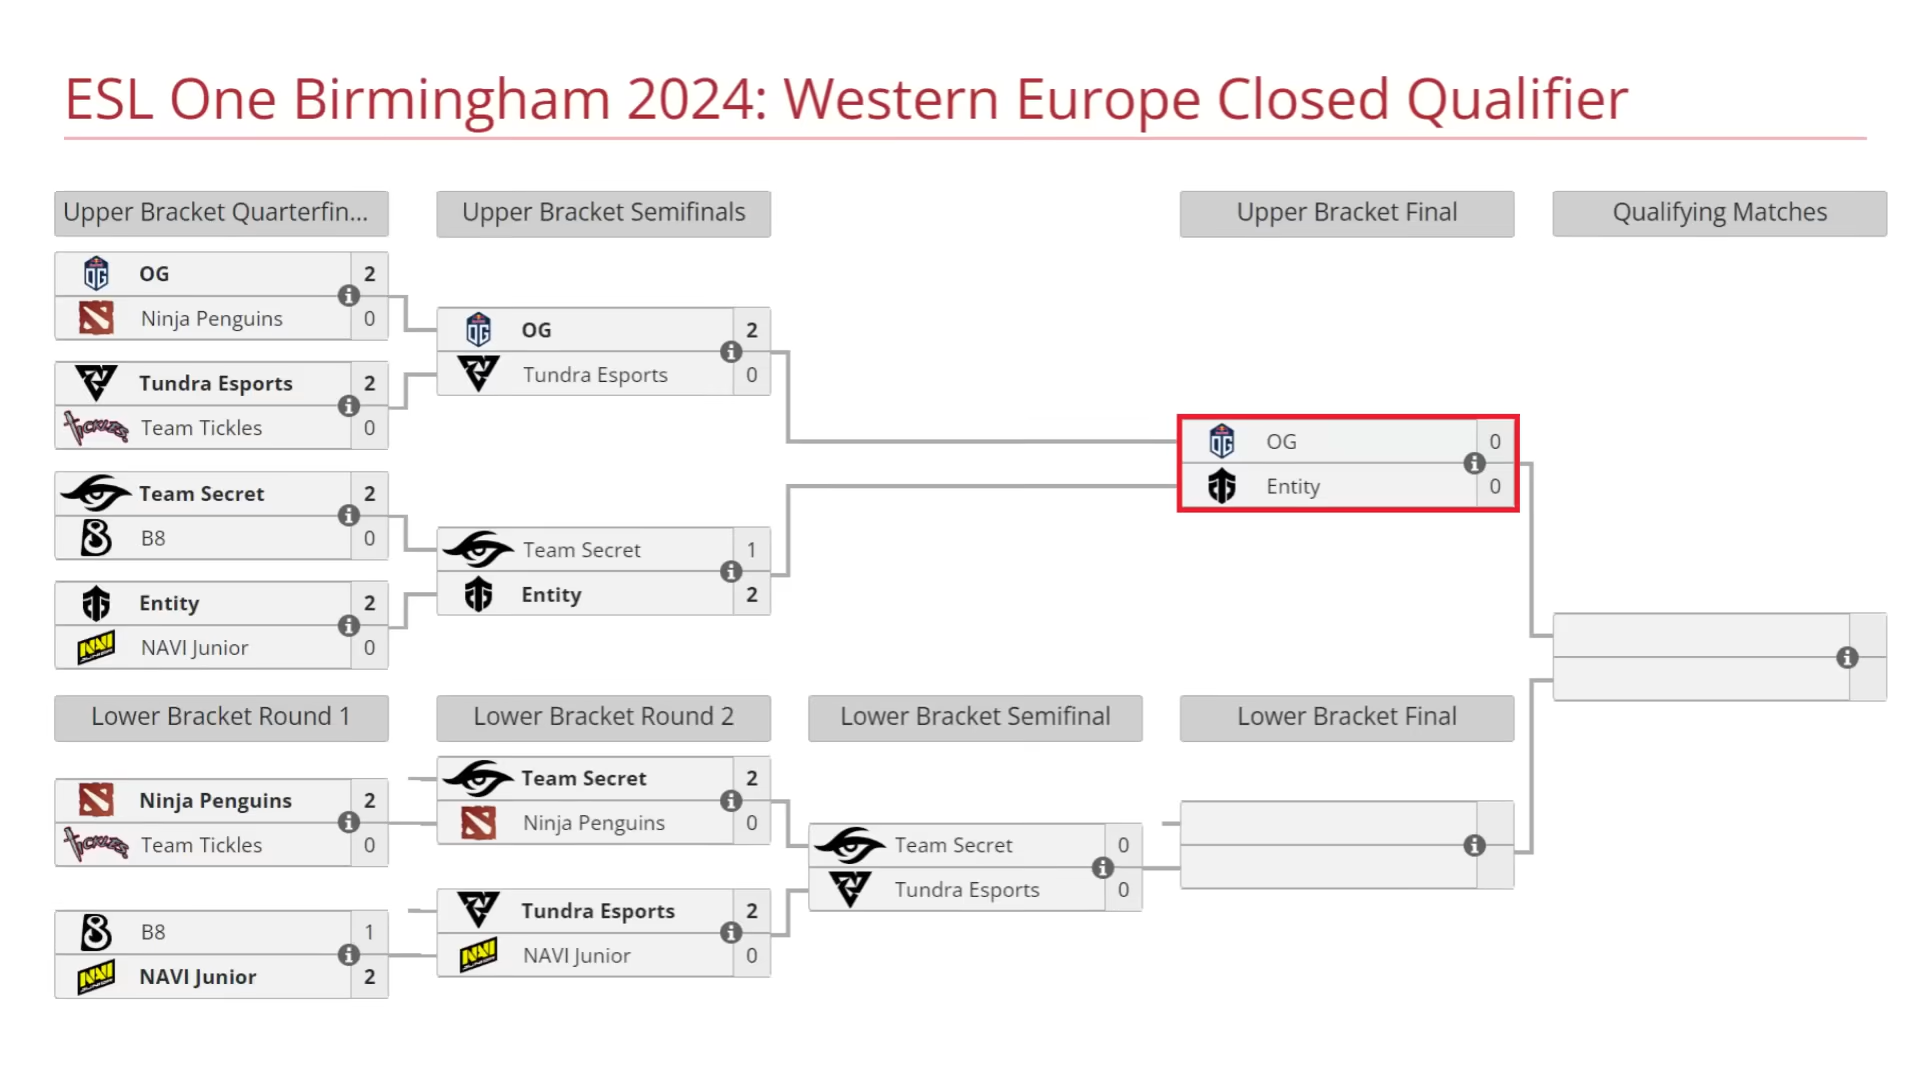 ESL One Birmingham 2024: Western Europe Closed Qualifier
Upper Bracket Quarterfin...
OG 2
Ninja Penguins 0
Tundra Esports 2
Team Tickles 0
Team Secret 2
B8 0
Entity 2
NAVI Junior 0
Upper Bracket Semifinals
OG 2
Tundra Esports 0
Team Secret 1
Entity 2
Upper Bracket Final
OG 0
Entity 0
Qualifying Matches
Lower Bracket Round 1
Ninja Penguins 2
Team Tickles 0
B8 1
NAVI Junior 2
Lower Bracket Round 2
Team Secret 2
Ninja Penguins 0
Tundra Esports 2
NAVI Junior 0
Lower Bracket Semifinal
Team Secret 0
Tundra Esports 0
Lower Bracket Final